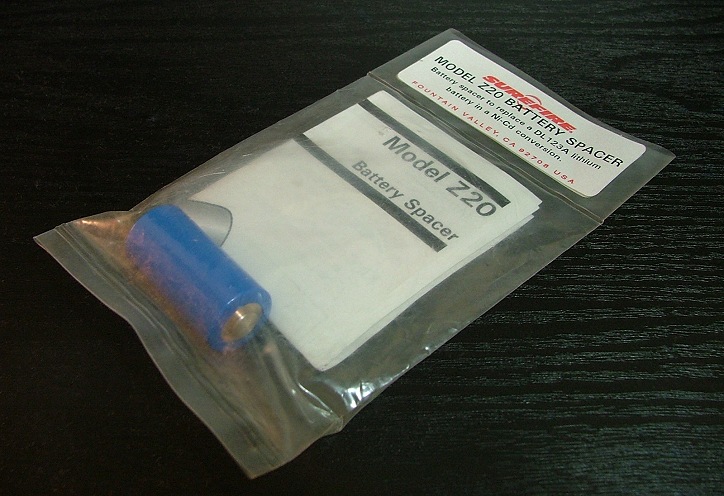 SUREFIRE
MODEL Z20 BATTERY SPACER
Battery spacer to replace a DL123A lithium
battery in a Ni-Cd conversion.
FOUNTAIN VALLEY, CA 92708 USA
Model Z20
Battery Spacer